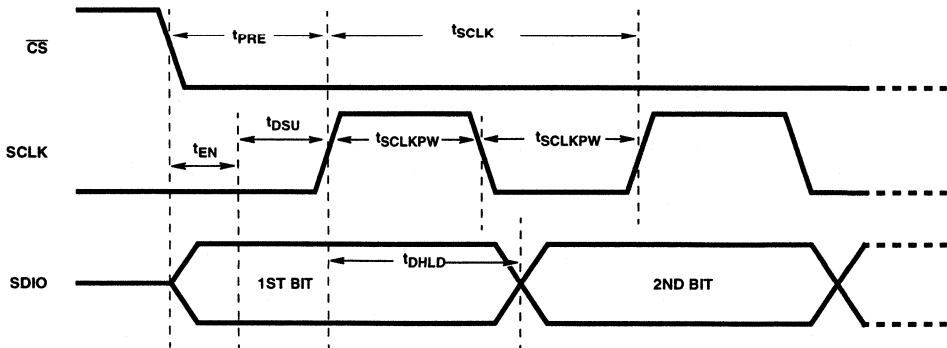 CS
tPRE
tSCLK
SCLK
tEN
tDSU
tSCLKPW
tSCLKPW
SDIO
1ST BIT
tDHLD
2ND BIT